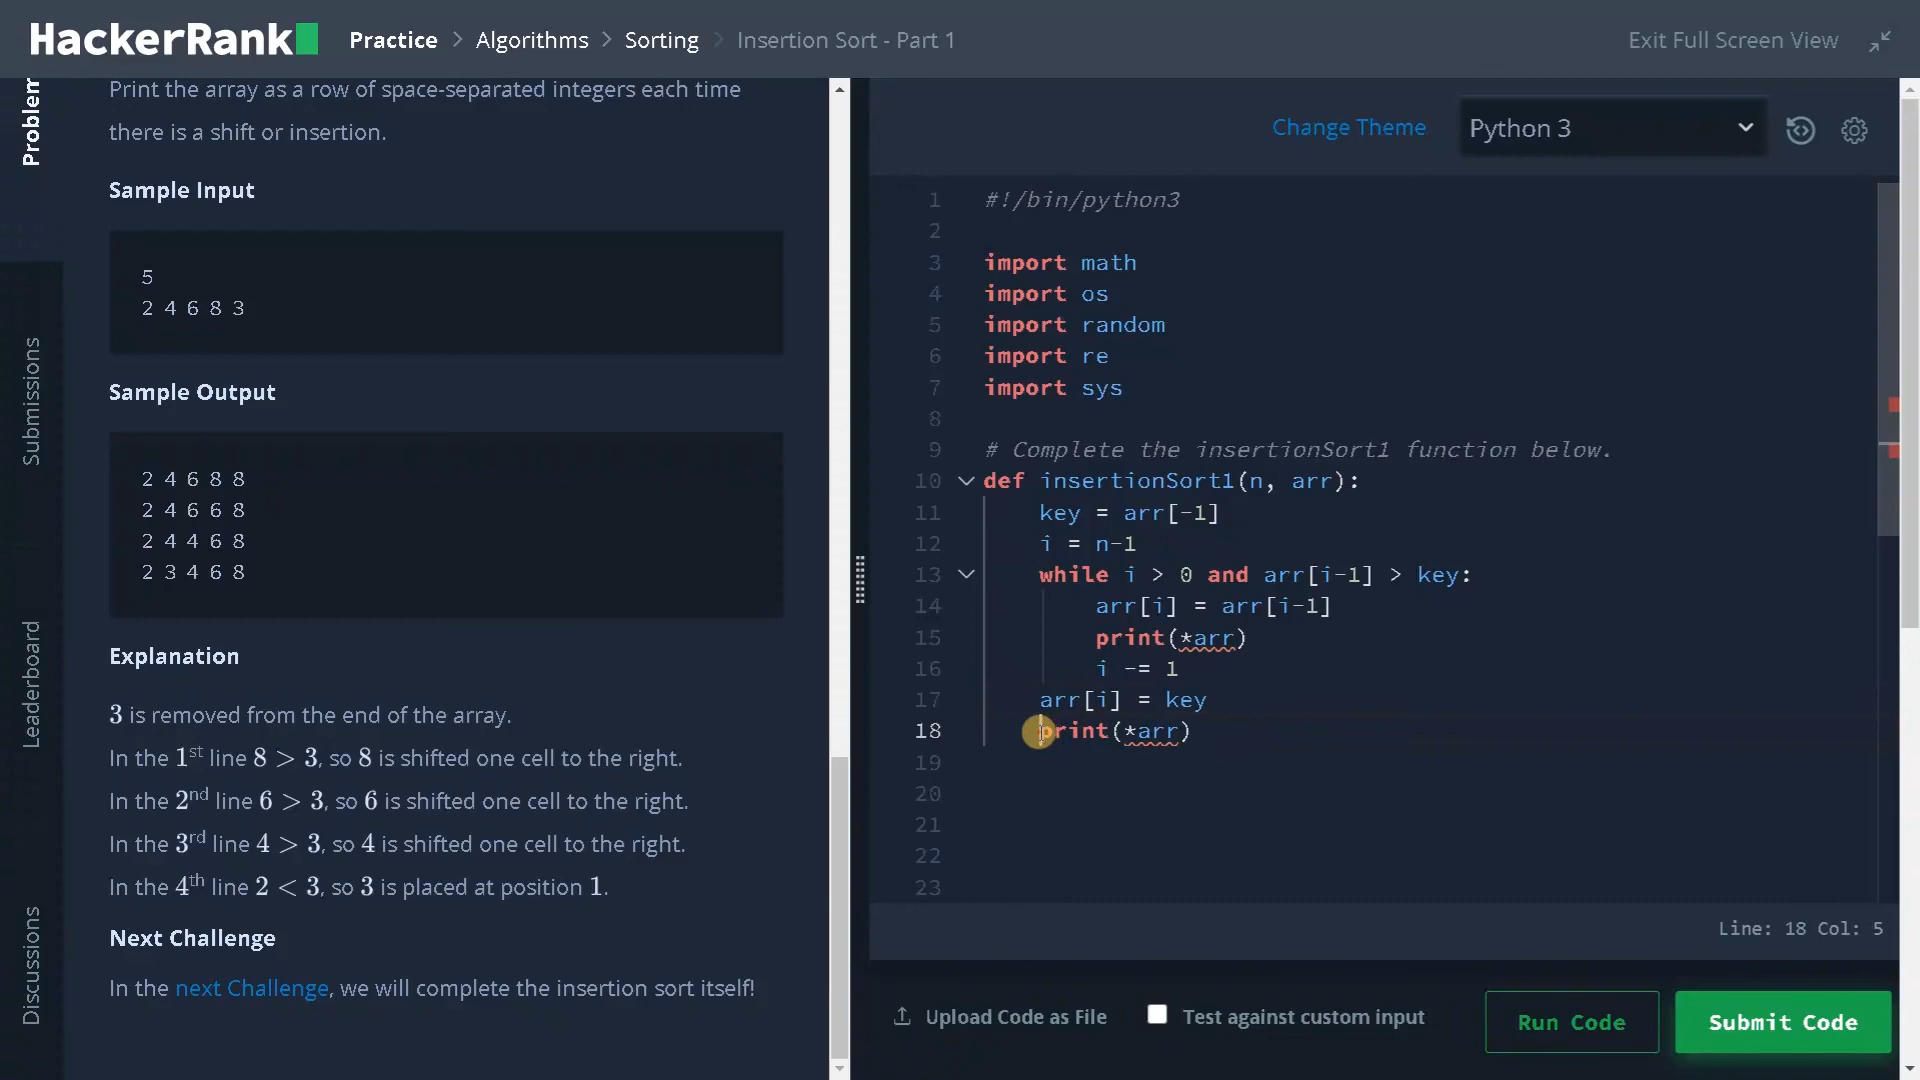 HackerRank
Practice > Algorithms > Sorting > Insertion Sort - Part 1
Exit Full Screen View
Problem
Submissions
Leaderboard
Discussions
Print the array as a row of space-separated integers each time
there is a shift or insertion.
Sample Input
5
2 4 6 8 3
Sample Output
2 4 6 8 8
2 4 6 6 8
2 4 4 6 8
2 3 4 6 8
Explanation
3 is removed from the end of the array.
In the 1st line 8 > 3, so 8 is shifted one cell to the right.
In the 2nd line 6 > 3, so 6 is shifted one cell to the right.
In the 3rd line 4 > 3, so 4 is shifted one cell to the right.
In the 4th line 2 < 3, so 3 is placed at position 1.
Next Challenge
In the next Challenge, we will complete the insertion sort itself!
Change Theme
Python 3
1 #!/bin/python3
2
3 import math
4 import os
5 import random
6 import re
7 import sys
8
9 # Complete the insertionSort1 function below.
10 def insertionSort1(n, arr):
11     key = arr[-1]
12     i = n-1
13     while i > 0 and arr[i-1] > key:
14         arr[i] = arr[i-1]
15         print(*arr)
16         i -= 1
17     arr[i] = key
18     print(*arr)
19
20
21
22
23
Line: 18 Col: 5
Upload Code as File
Test against custom input
Run Code
Submit Code